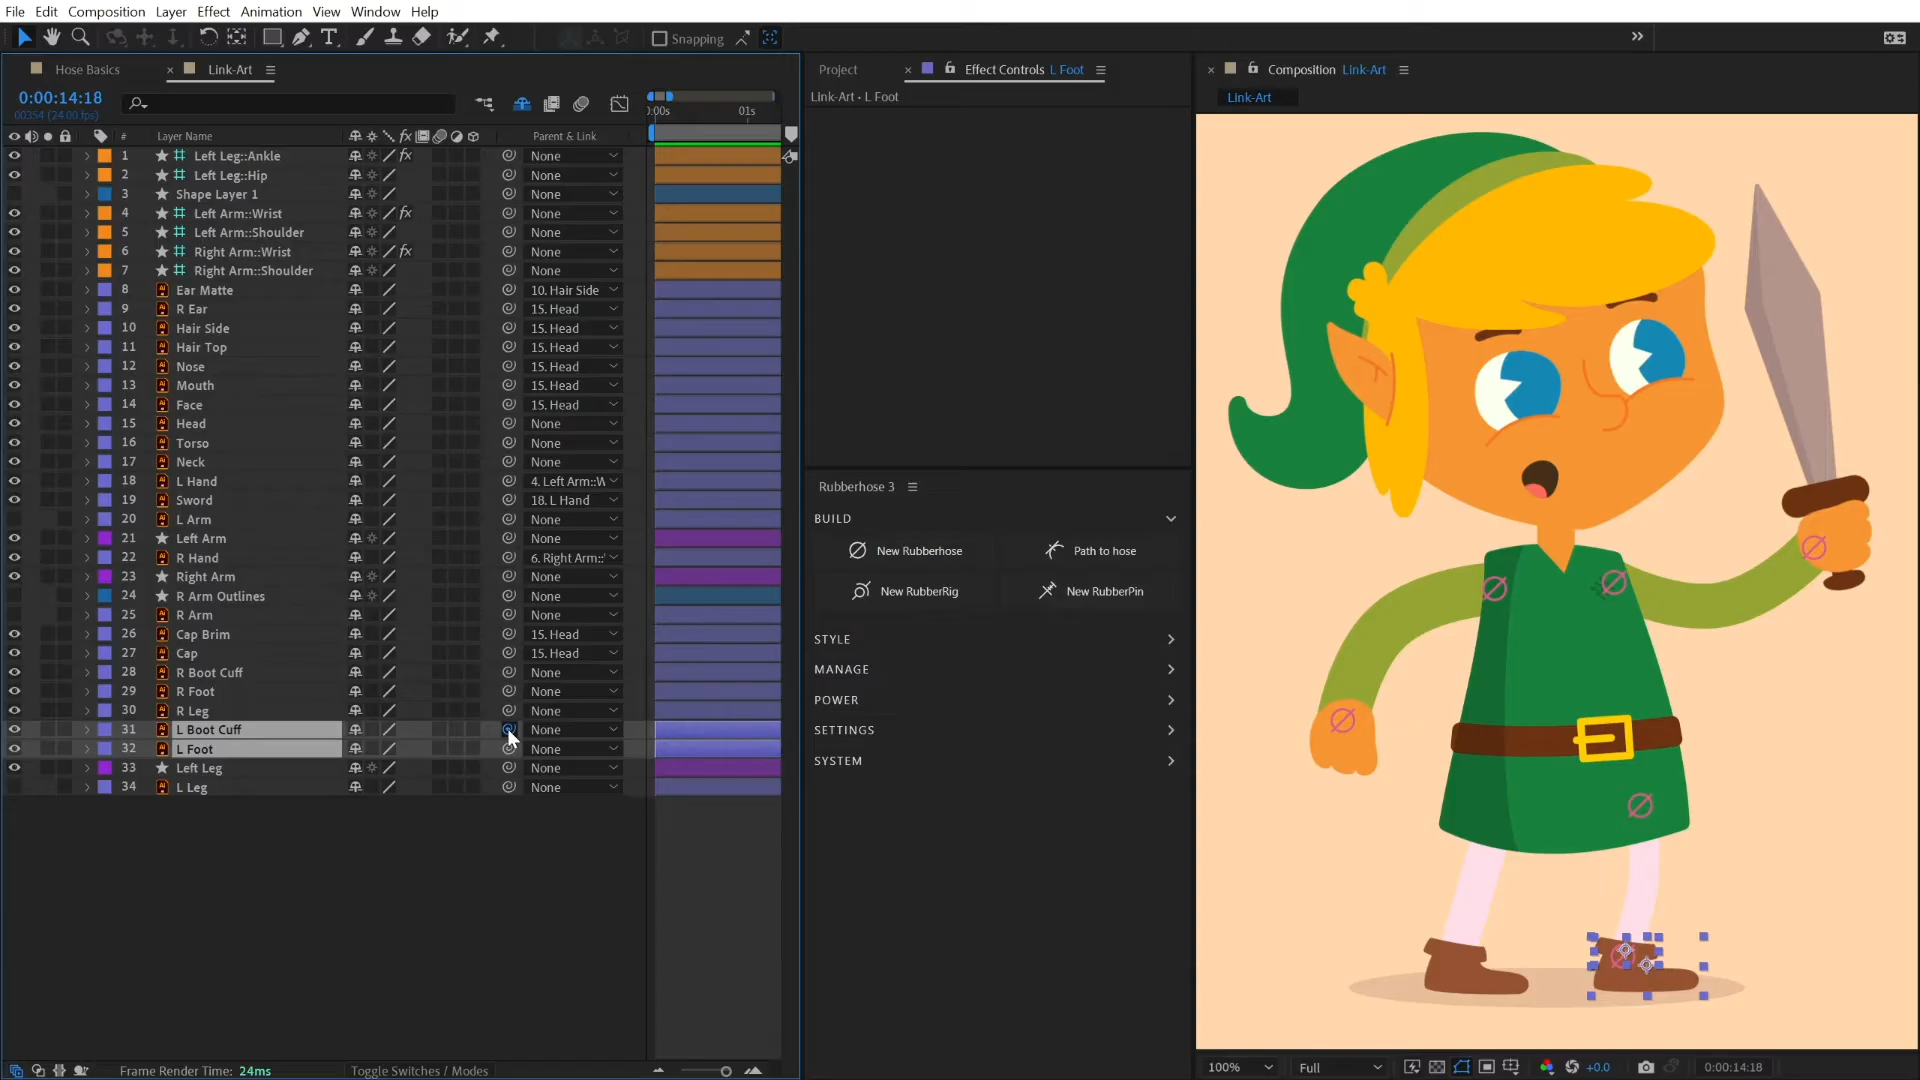 File Edit Composition Layer Effect Animation View Window Help
Snapping
Hose Basics
Link-Art
0:00:14:18
00354 (24.00 fps)
# Layer Name Parent & Link
:00s 01s
1 Left Leg::Ankle None
2 Left Leg::Hip None
3 Shape Layer 1 None
4 Left Arm::Wrist None
5 Left Arm::Shoulder None
6 Right Arm::Wrist None
7 Right Arm::Shoulder None
8 Ear Matte 10. Hair Side
9 R Ear 15. Head
10 Hair Side 15. Head
11 Hair Top 15. Head
12 Nose 15. Head
13 Mouth 15. Head
14 Face 15. Head
15 Head None
16 Torso None
17 Neck None
18 L Hand 4. Left Arm::W
19 Sword 18. L Hand
20 L Arm None
21 Left Arm None
22 R Hand 6. Right Arm::
23 Right Arm None
24 R Arm Outlines None
25 R Arm None
26 Cap Brim 15. Head
27 Cap 15. Head
28 R Boot Cuff None
29 R Foot None
30 R Leg None
31 L Boot Cuff None
32 L Foot None
33 Left Leg None
34 L Leg None
Frame Render Time: 24ms
Toggle Switches / Modes
Project
Effect Controls L Foot
Link-Art • L Foot
Rubberhose 3
BUILD
New Rubberhose
Path to hose
New RubberRig
New RubberPin
STYLE
MANAGE
POWER
SETTINGS
SYSTEM
Composition Link-Art
Link-Art
100%
Full
+0.0
0:00:14:18